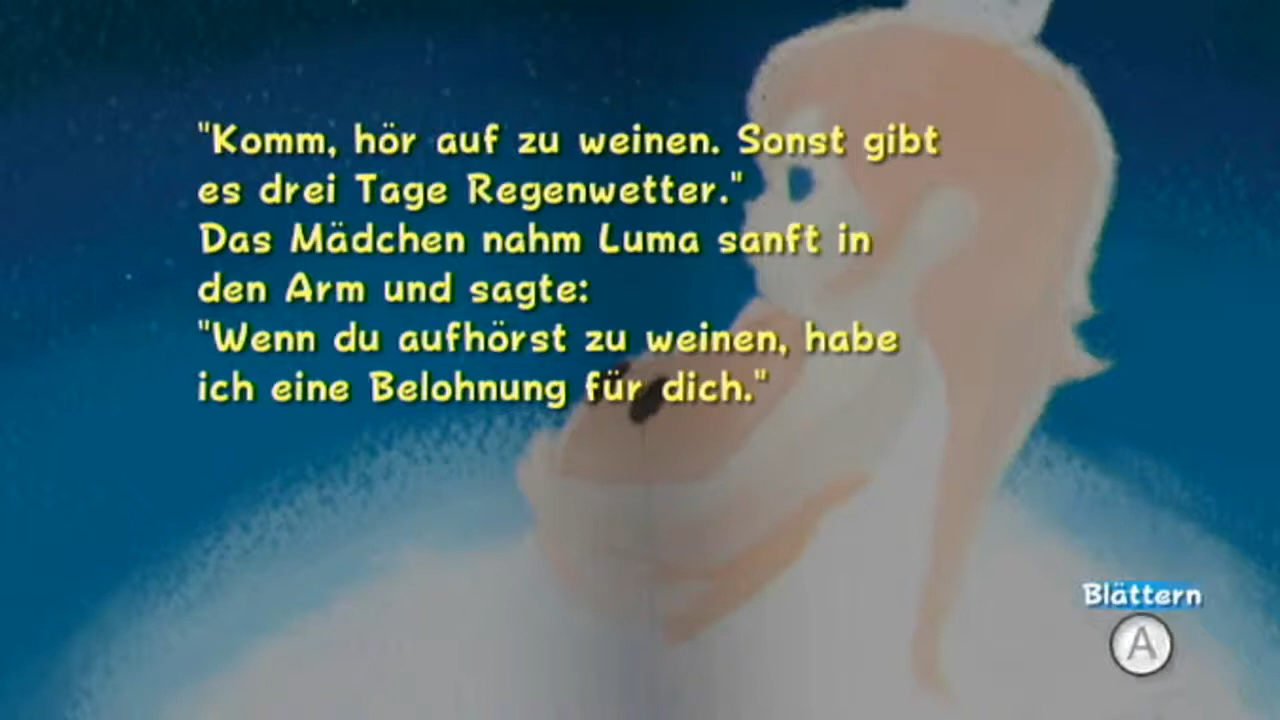 "Komm, hör auf zu weinen. Sonst gibt
es drei Tage Regenwetter."
Das Mädchen nahm Luma sanft in
den Arm und sagte:
"Wenn du aufhörst zu weinen, habe
ich eine Belohnung für dich."
Blättern
A